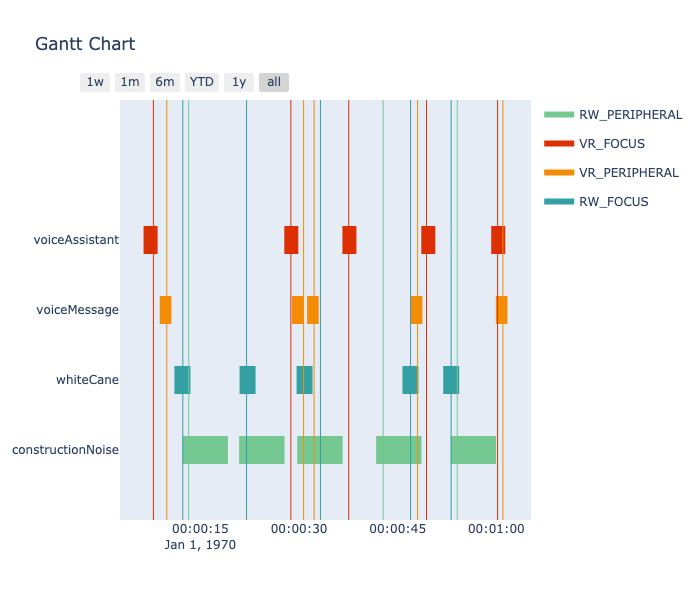 Gantt Chart
1w 1m 6m YTD 1y all
RW_PERIPHERAL
VR_FOCUS
VR_PERIPHERAL
RW_FOCUS
voiceAssistant
voiceMessage
whiteCane
constructionNoise
00:00:15 00:00:30 00:00:45 00:01:00
Jan 1, 1970